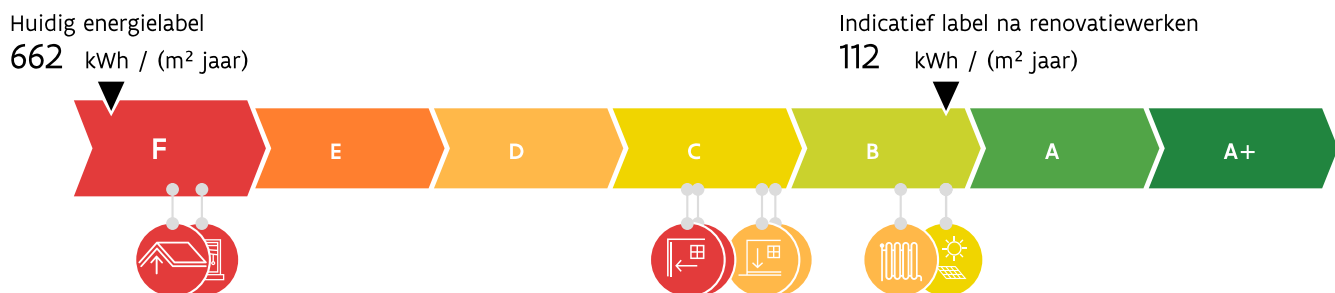 Huidig energielabel
662 kWh / (m² jaar)
Indicatief label na renovatiewerken
112 kWh / (m² jaar)
F E D C B A A+